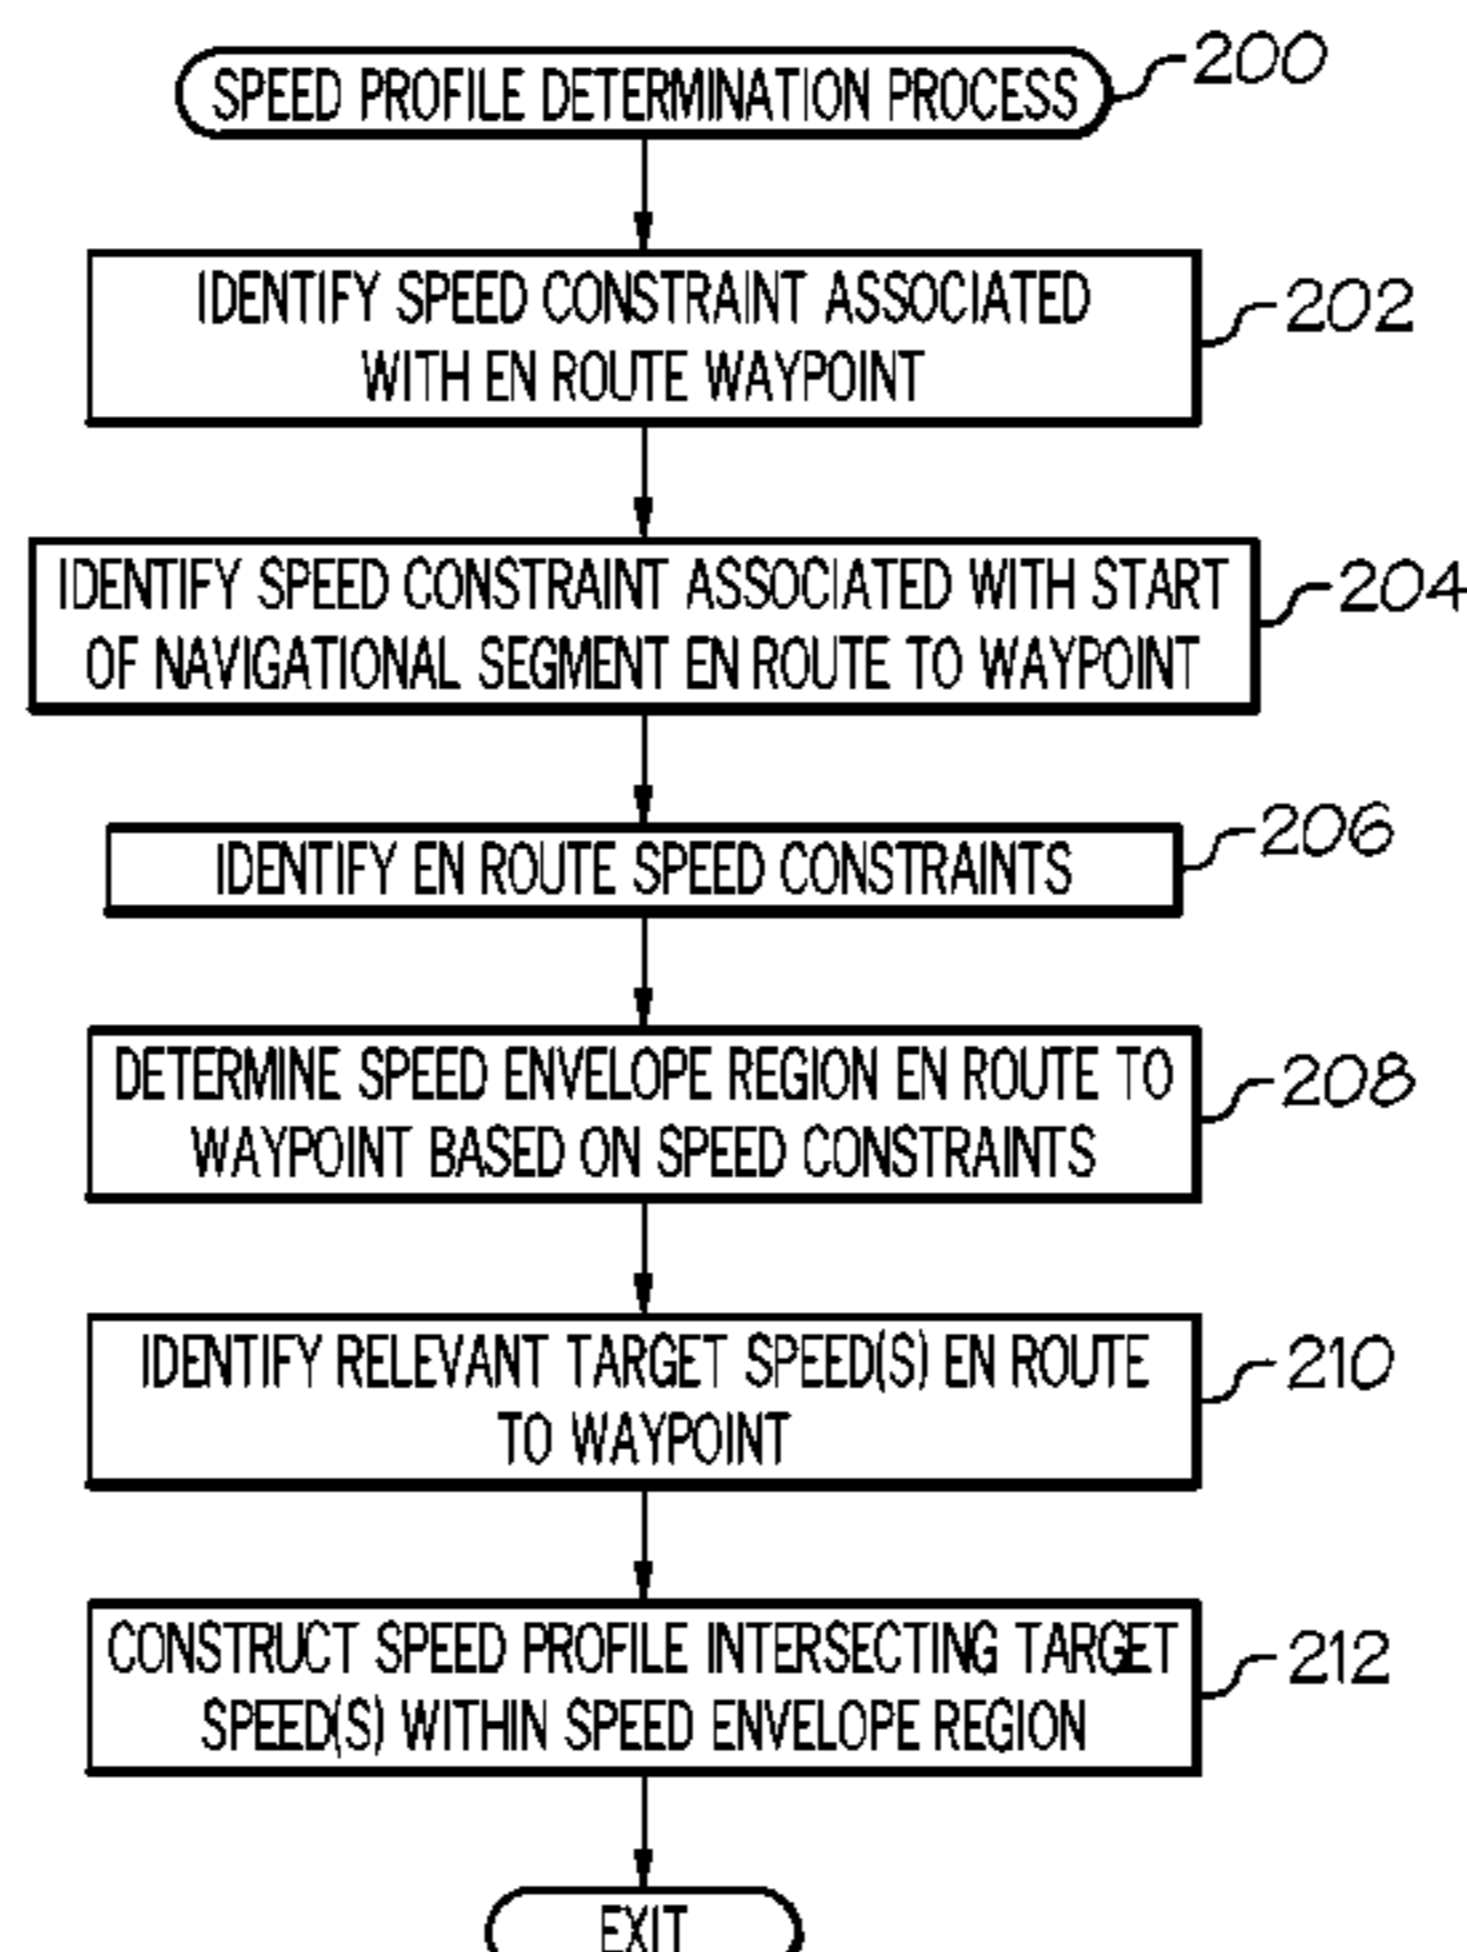 SPEED PROFILE DETERMINATION PROCESS
200
IDENTIFY SPEED CONSTRAINT ASSOCIATED
WITH EN ROUTE WAYPOINT
202
IDENTIFY SPEED CONSTRAINT ASSOCIATED WITH START
OF NAVIGATIONAL SEGMENT EN ROUTE TO WAYPOINT
204
IDENTIFY EN ROUTE SPEED CONSTRAINTS
206
DETERMINE SPEED ENVELOPE REGION EN ROUTE TO
WAYPOINT BASED ON SPEED CONSTRAINTS
208
IDENTIFY RELEVANT TARGET SPEED(S) EN ROUTE
TO WAYPOINT
210
CONSTRUCT SPEED PROFILE INTERSECTING TARGET
SPEED(S) WITHIN SPEED ENVELOPE REGION
212
EXIT